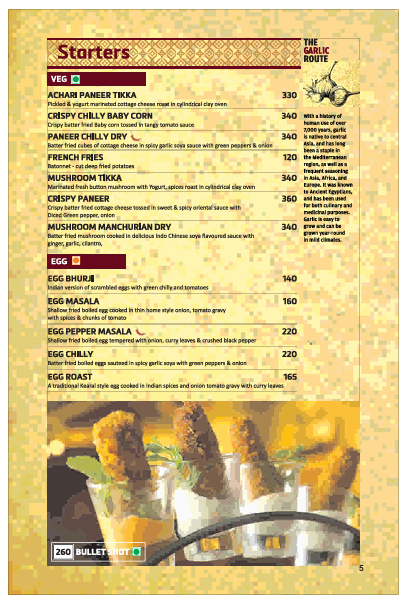 Starters
VEG
ACHARI PANEER TIKKA 330
Pickled & yogurt marinated cottage cheese roast in cylindrical clay oven
CRISPY CHILLY BABY CORN 340
Crispy batter fried Baby corn tossed in tangy tomato sauce
PANEER CHILLY DRY 340
Batter fried cubes of cottage cheese in spicy garlic soya sauce with green peppers & onion
FRENCH FRIES 120
Batonnet - cut deep fried potatoes
MUSHROOM TIKKA 340
Marinated fresh button mushroom with Yogurt, spices roast in cylindrical clay oven
CRISPY PANEER 360
Crispy batter fried cottage cheese tossed in sweet & spicy oriental sauce with
Diced Green pepper, onion
MUSHROOM MANCHURIAN DRY 340
Batter fried mushroom cooked in delicious Indo Chinese soya flavoured sauce with
ginger, garlic, cilantro,
EGG
EGG BHURJI 140
Indian version of scrambled eggs with green chilly and tomatoes
EGG MASALA 160
Shallow fried boiled egg cooked in thin home style onion, tomato gravy
with spices & chunks of tomato
EGG PEPPER MASALA 220
Shallow fried boiled egg tempered with onion, curry leaves & crushed black pepper
EGG CHILLY 220
Batter fried boiled eggs sauteed in spicy garlic soya with green peppers & onion
EGG ROAST 165
A traditional Kearal style egg cooked in Indian spices and onion tomato gravy with curry leaves
THE
GARLIC
ROUTE
With a history of
human use of over
7,000 years, garlic
is native to central
Asia, and has long
been a staple in
the Mediterranean
region, as well as a
frequent seasoning
in Asia, Africa, and
Europe. It was known
to Ancient Egyptians,
and has been used
for both culinary and
medicinal purposes.
Garlic is easy to
grow and can be
grown year-round
in mild climates.
260 BULLET SHOT
5